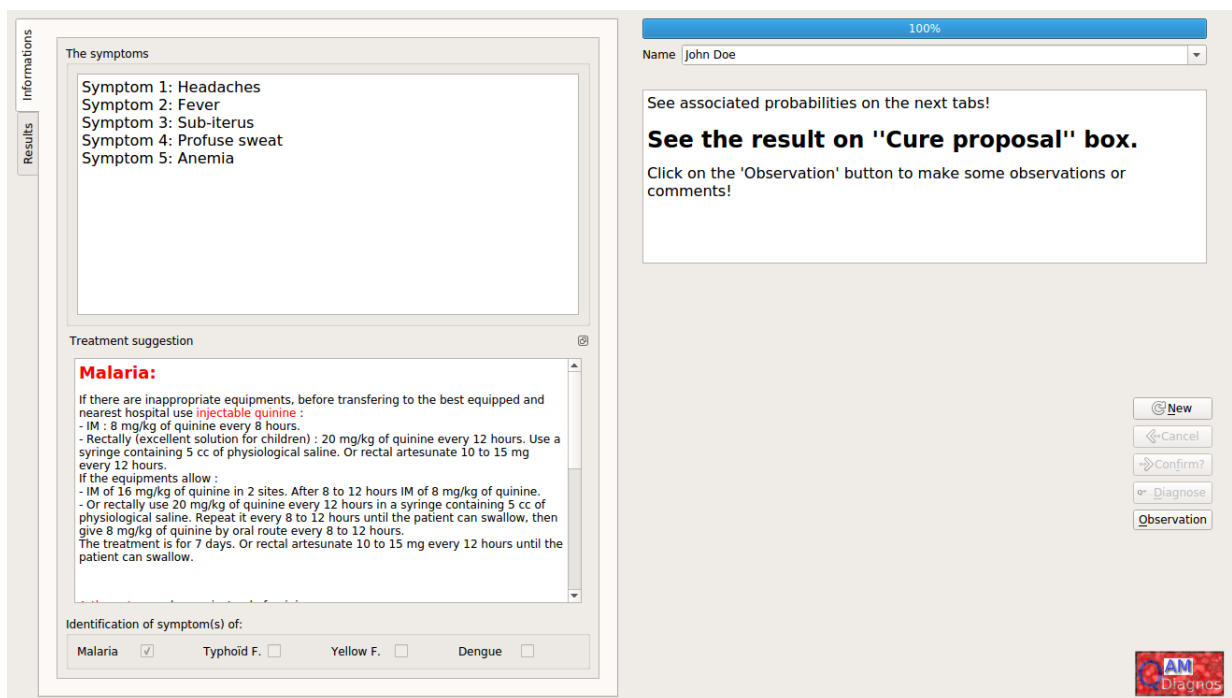 Informations
Results
The symptoms
Symptom 1: Headaches
Symptom 2: Fever
Symptom 3: Sub-iterus
Symptom 4: Profuse sweat
Symptom 5: Anemia
Treatment suggestion
Malaria:
If there are inappropriate equipments, before transfering to the best equipped and
nearest hospital use injectable quinine :
- IM : 8 mg/kg of quinine every 8 hours.
- Rectally (excellent solution for children) : 20 mg/kg of quinine every 12 hours. Use a
syringe containing 5 cc of physiological saline. Or rectal artesunate 10 to 15 mg
every 12 hours.
If the equipments allow :
- IM of 16 mg/kg of quinine in 2 sites. After 8 to 12 hours IM of 8 mg/kg of quinine.
- Or rectally use 20 mg/kg of quinine every 12 hours in a syringe containing 5 cc of
physiological saline. Repeat it every 8 to 12 hours until the patient can swallow, then
give 8 mg/kg of quinine by oral route every 8 to 12 hours.
The treatment is for 7 days. Or rectal artesunate 10 to 15 mg every 12 hours until the
patient can swallow.
Identification of symptom(s) of:
Malaria Typhoïd F. Yellow F. Dengue
100%
Name John Doe
See associated probabilities on the next tabs!
See the result on ''Cure proposal'' box.
Click on the 'Observation' button to make some observations or
comments!
New
Cancel
Confirm?
Diagnose
Observation
QAM
Diagnos